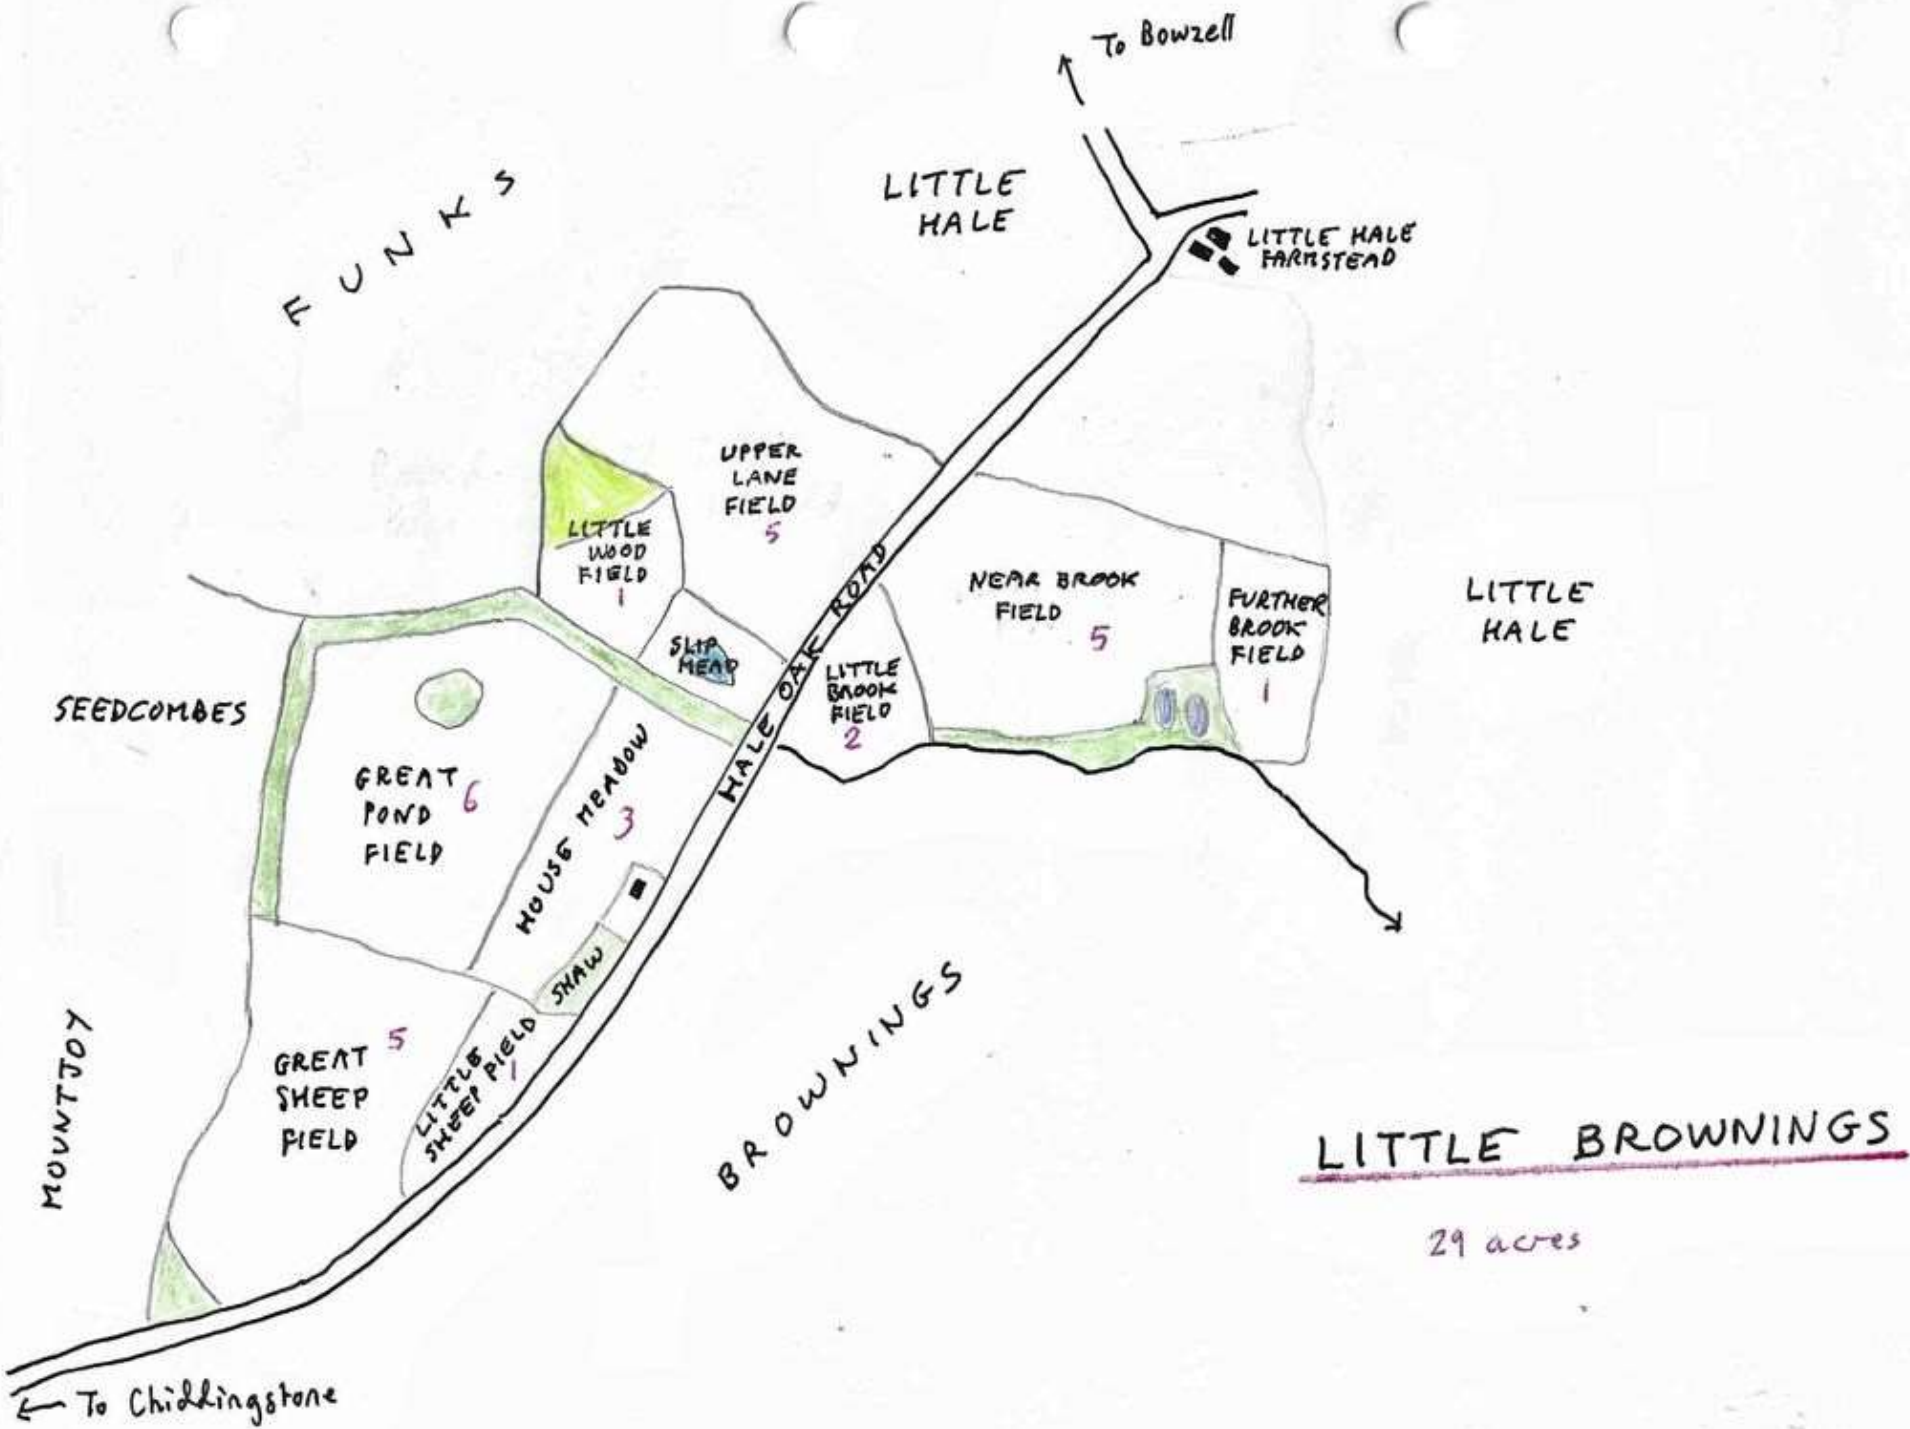 To Bowzell
LITTLE
HALE
FUNKS
LITTLE HALE
FARMSTEAD
UPPER
LANE
FIELD
5
LITTLE
WOOD
FIELD
1
SLIP
MEAD
HALE OAK ROAD
LITTLE
BROOK
FIELD
2
NEAR BROOK
FIELD
5
FURTHER
BROOK
FIELD
1
LITTLE
HALE
SEEDCOMBES
GREAT
POND
FIELD
6
HOUSE MEADOW
3
SHAW
GREAT
SHEEP
FIELD
5
LITTLE
SHEEP FIELD
1
MOUNTJOY
BROWNINGS
LITTLE BROWNINGS
29 acres
To Chiddingstone